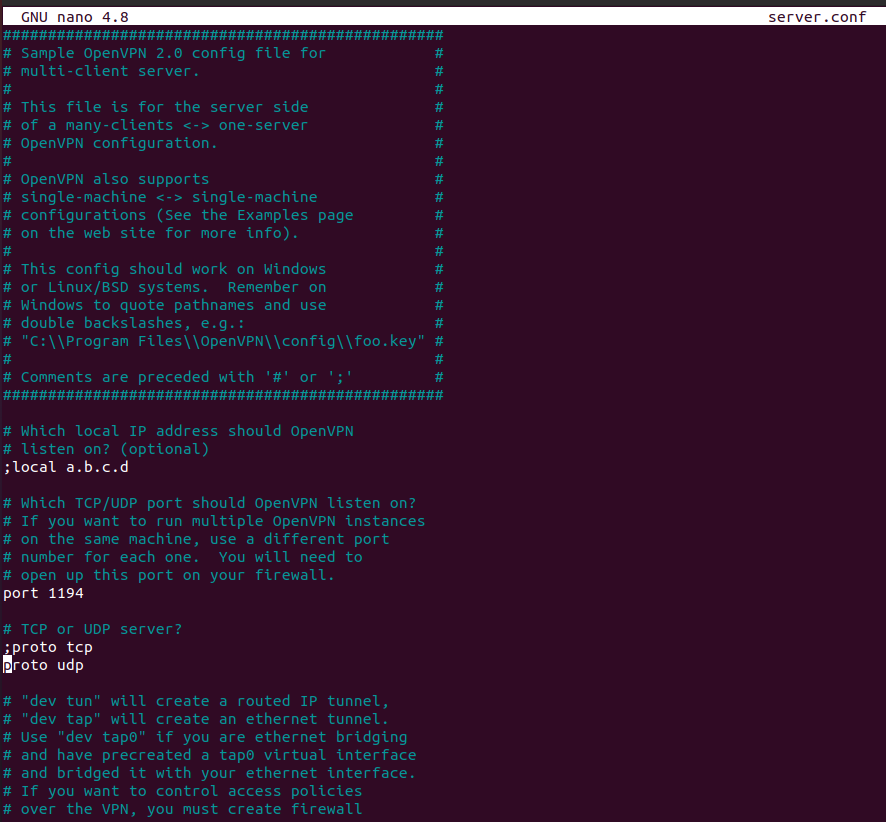 GNU nano 4.8 server.conf
#################################################
# Sample OpenVPN 2.0 config file for            #
# multi-client server.                          #
#                                               #
# This file is for the server side              #
# of a many-clients <-> one-server              #
# OpenVPN configuration.                        #
#                                               #
# OpenVPN also supports                         #
# single-machine <-> single-machine             #
# configurations (See the Examples page         #
# on the web site for more info).               #
#                                               #
# This config should work on Windows            #
# or Linux/BSD systems.  Remember on            #
# Windows to quote pathnames and use            #
# double backslashes, e.g.:                     #
# "C:\\Program Files\\OpenVPN\\config\\foo.key" #
#                                               #
# Comments are preceded with '#' or ';'         #
#################################################

# Which local IP address should OpenVPN
# listen on? (optional)
;local a.b.c.d

# Which TCP/UDP port should OpenVPN listen on?
# If you want to run multiple OpenVPN instances
# on the same machine, use a different port
# number for each one.  You will need to
# open up this port on your firewall.
port 1194

# TCP or UDP server?
;proto tcp
proto udp

# "dev tun" will create a routed IP tunnel,
# "dev tap" will create an ethernet tunnel.
# Use "dev tap0" if you are ethernet bridging
# and have precreated a tap0 virtual interface
# and bridged it with your ethernet interface.
# If you want to control access policies
# over the VPN, you must create firewall